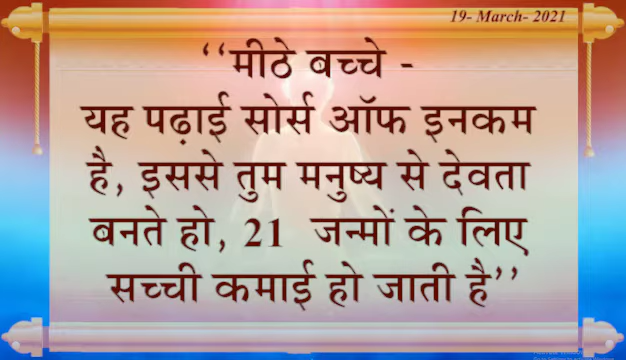 19- March- 2021
‘‘मीठे बच्चे -
यह पढ़ाई सोर्स ऑफ इनकम
है, इससे तुम मनुष्य से देवता
बनते हो, 21 जन्मों के लिए
सच्ची कमाई हो जाती है’’